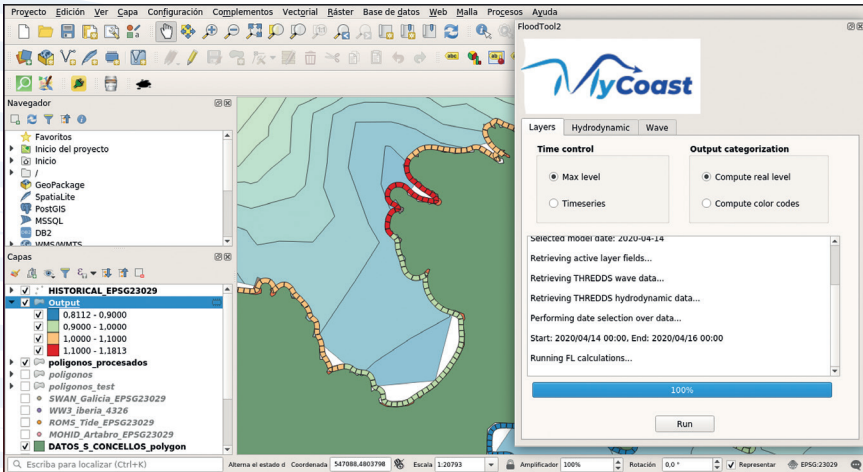 Proyecto Edición Ver Capa Configuración Complementos Vectorial Ráster Base de datos Web Malla Procesos Ayuda
FloodTool2
MyCoast
Layers Hydrodynamic Wave
Time control
Output categorization
Max level
Compute real level
Timeseries
Compute color codes
Selected model date: 2020-04-14
Retrieving active layer fields...
Retrieving THREDDS wave data...
Retrieving THREDDS hydrodynamic data...
Performing date selection over data...
Start: 2020/04/14 00:00, End: 2020/04/16 00:00
Running FL calculations...
100%
Run
abc
Navegador
Favoritos
Inicio del proyecto
Inicio
/
GeoPackage
SpatiaLite
PostGIS
MSSQL
DB2
WMS/WMTS
Capas
HISTORICAL_EPSG23029
Output
0,8112 - 0,9000
0,9000 - 1,0000
1,0000 - 1,1000
1,1000 - 1,1813
poligonos_procesados
poligonos
poligonos_test
SWAN_Galicia_EPSG23029
WW3_iberia_4326
ROMS_Tide_EPSG23029
MOHID_Artabro_EPSG23029
DATOS_S_CONCELLOS_polygon
Escriba para localizar (Ctrl+K)
Alterna el estado d Coordenada 547088,4803798 Escala 1:20793 Amplificador 100% Rotación 0,0 ° Representar EPSG:23029